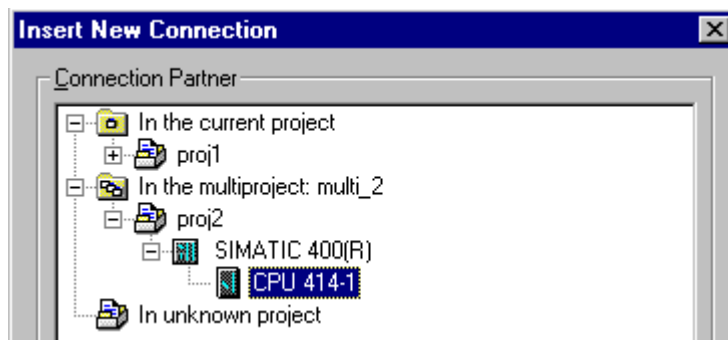 Insert New Connection
Connection Partner
In the current project
proj1
In the multiproject: multi_2
proj2
SIMATIC 400(R)
CPU 414-1
In unknown project